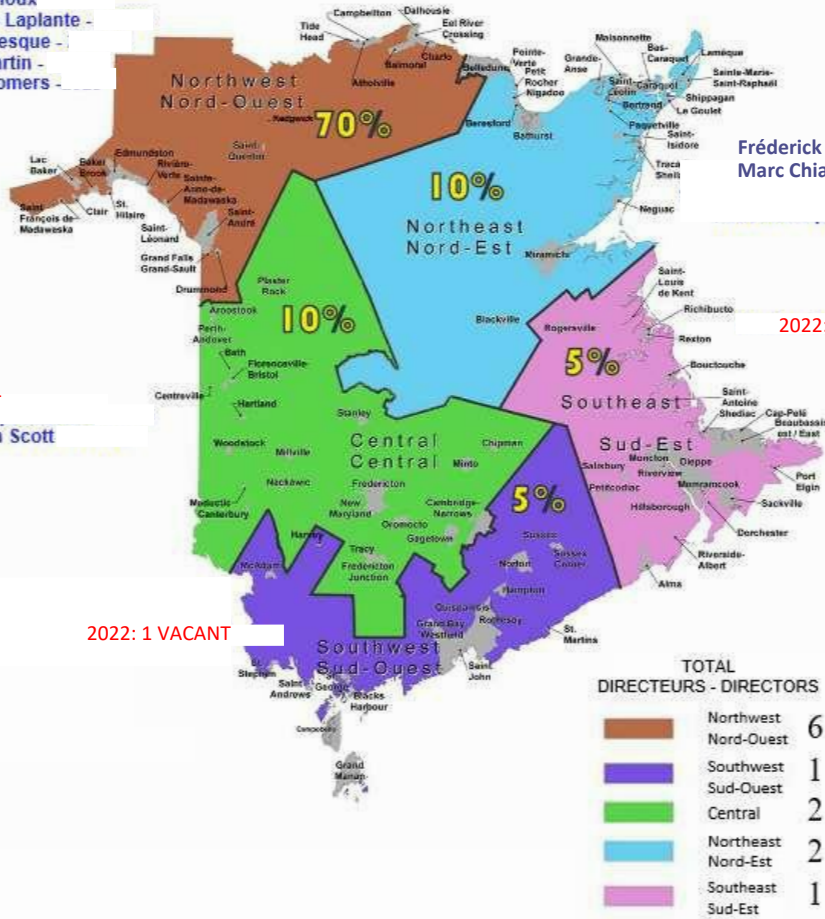 Laplante -
esque -
rtin -
omers -
Northwest
Nord-Ouest
70%
Tide
Head
Campbellton
Dalhousie
Eel River
Crossing
Atholville
Balmoral
Charlo
Belledune
Pointe-
Verte
Petit
Rocher
Nigadoo
Beresford
Bathurst
Grande-
Anse
Maisonnette
Bas-
Caraquet
Saint-
Léolin
Caraquet
Bertrand
Lamèque
Sainte-Marie-
Saint-Raphaël
Shippagan
Le Goulet
Paquetville
Saint-
Isidore
Neguac
Miramichi
Blackville
10%
Northeast
Nord-Est
Fréderick
Marc Chia
2022:
Kedgwick
Saint-
Quentin
Lac
Baker
Baker
Brook
Edmundston
Rivière-
Verte
Sainte-
Anne-de-
Madawaska
Saint
François de
Madawaska
Clair
St.
Hilaire
Saint-
Léonard
Saint-
André
Grand Falls
Grand-Sault
Drummond
Aroostook
Plaster
Rock
Perth-
Andover
Bath
Florenceville-
Bristol
Centreville
Hartland
Woodstock
Millville
Nackawic
Meductic
Canterbury
10%
Stanley
Central
Central
Chipman
Minto
Fredericton
New
Maryland
Oromocto
Gagetown
Cambridge-
Narrows
Harvey
Tracy
Fredericton
Junction
Scott
Rogersville
Saint-
Louis
de Kent
Richibucto
Rexton
Bouctouche
5%
Southeast
Sud-Est
Saint-
Antoine
Shediac
Cap-Pelé
Beaubassin
est / East
Salisbury
Moncton
Riverview
Dieppe
Petitcodiac
Memramcook
Hillsborough
Port
Elgin
Sackville
Dorchester
Riverside-
Albert
Alma
5%
Sussex
Sussex
Corner
Norton
Hampton
Quispamsis
Rothesay
Grand Bay
Westfield
St.
Martins
Saint
John
McAdam
2022: 1 VACANT
Southwest
Sud-Ouest
St.
Stephen
Saint
Andrews
St.
George
Blacks
Harbour
Campobello
Grand
Manan
TOTAL
DIRECTEURS - DIRECTORS
Northwest
Nord-Ouest 6
Southwest
Sud-Ouest 1
Central 2
Northeast
Nord-Est 2
Southeast
Sud-Est 1